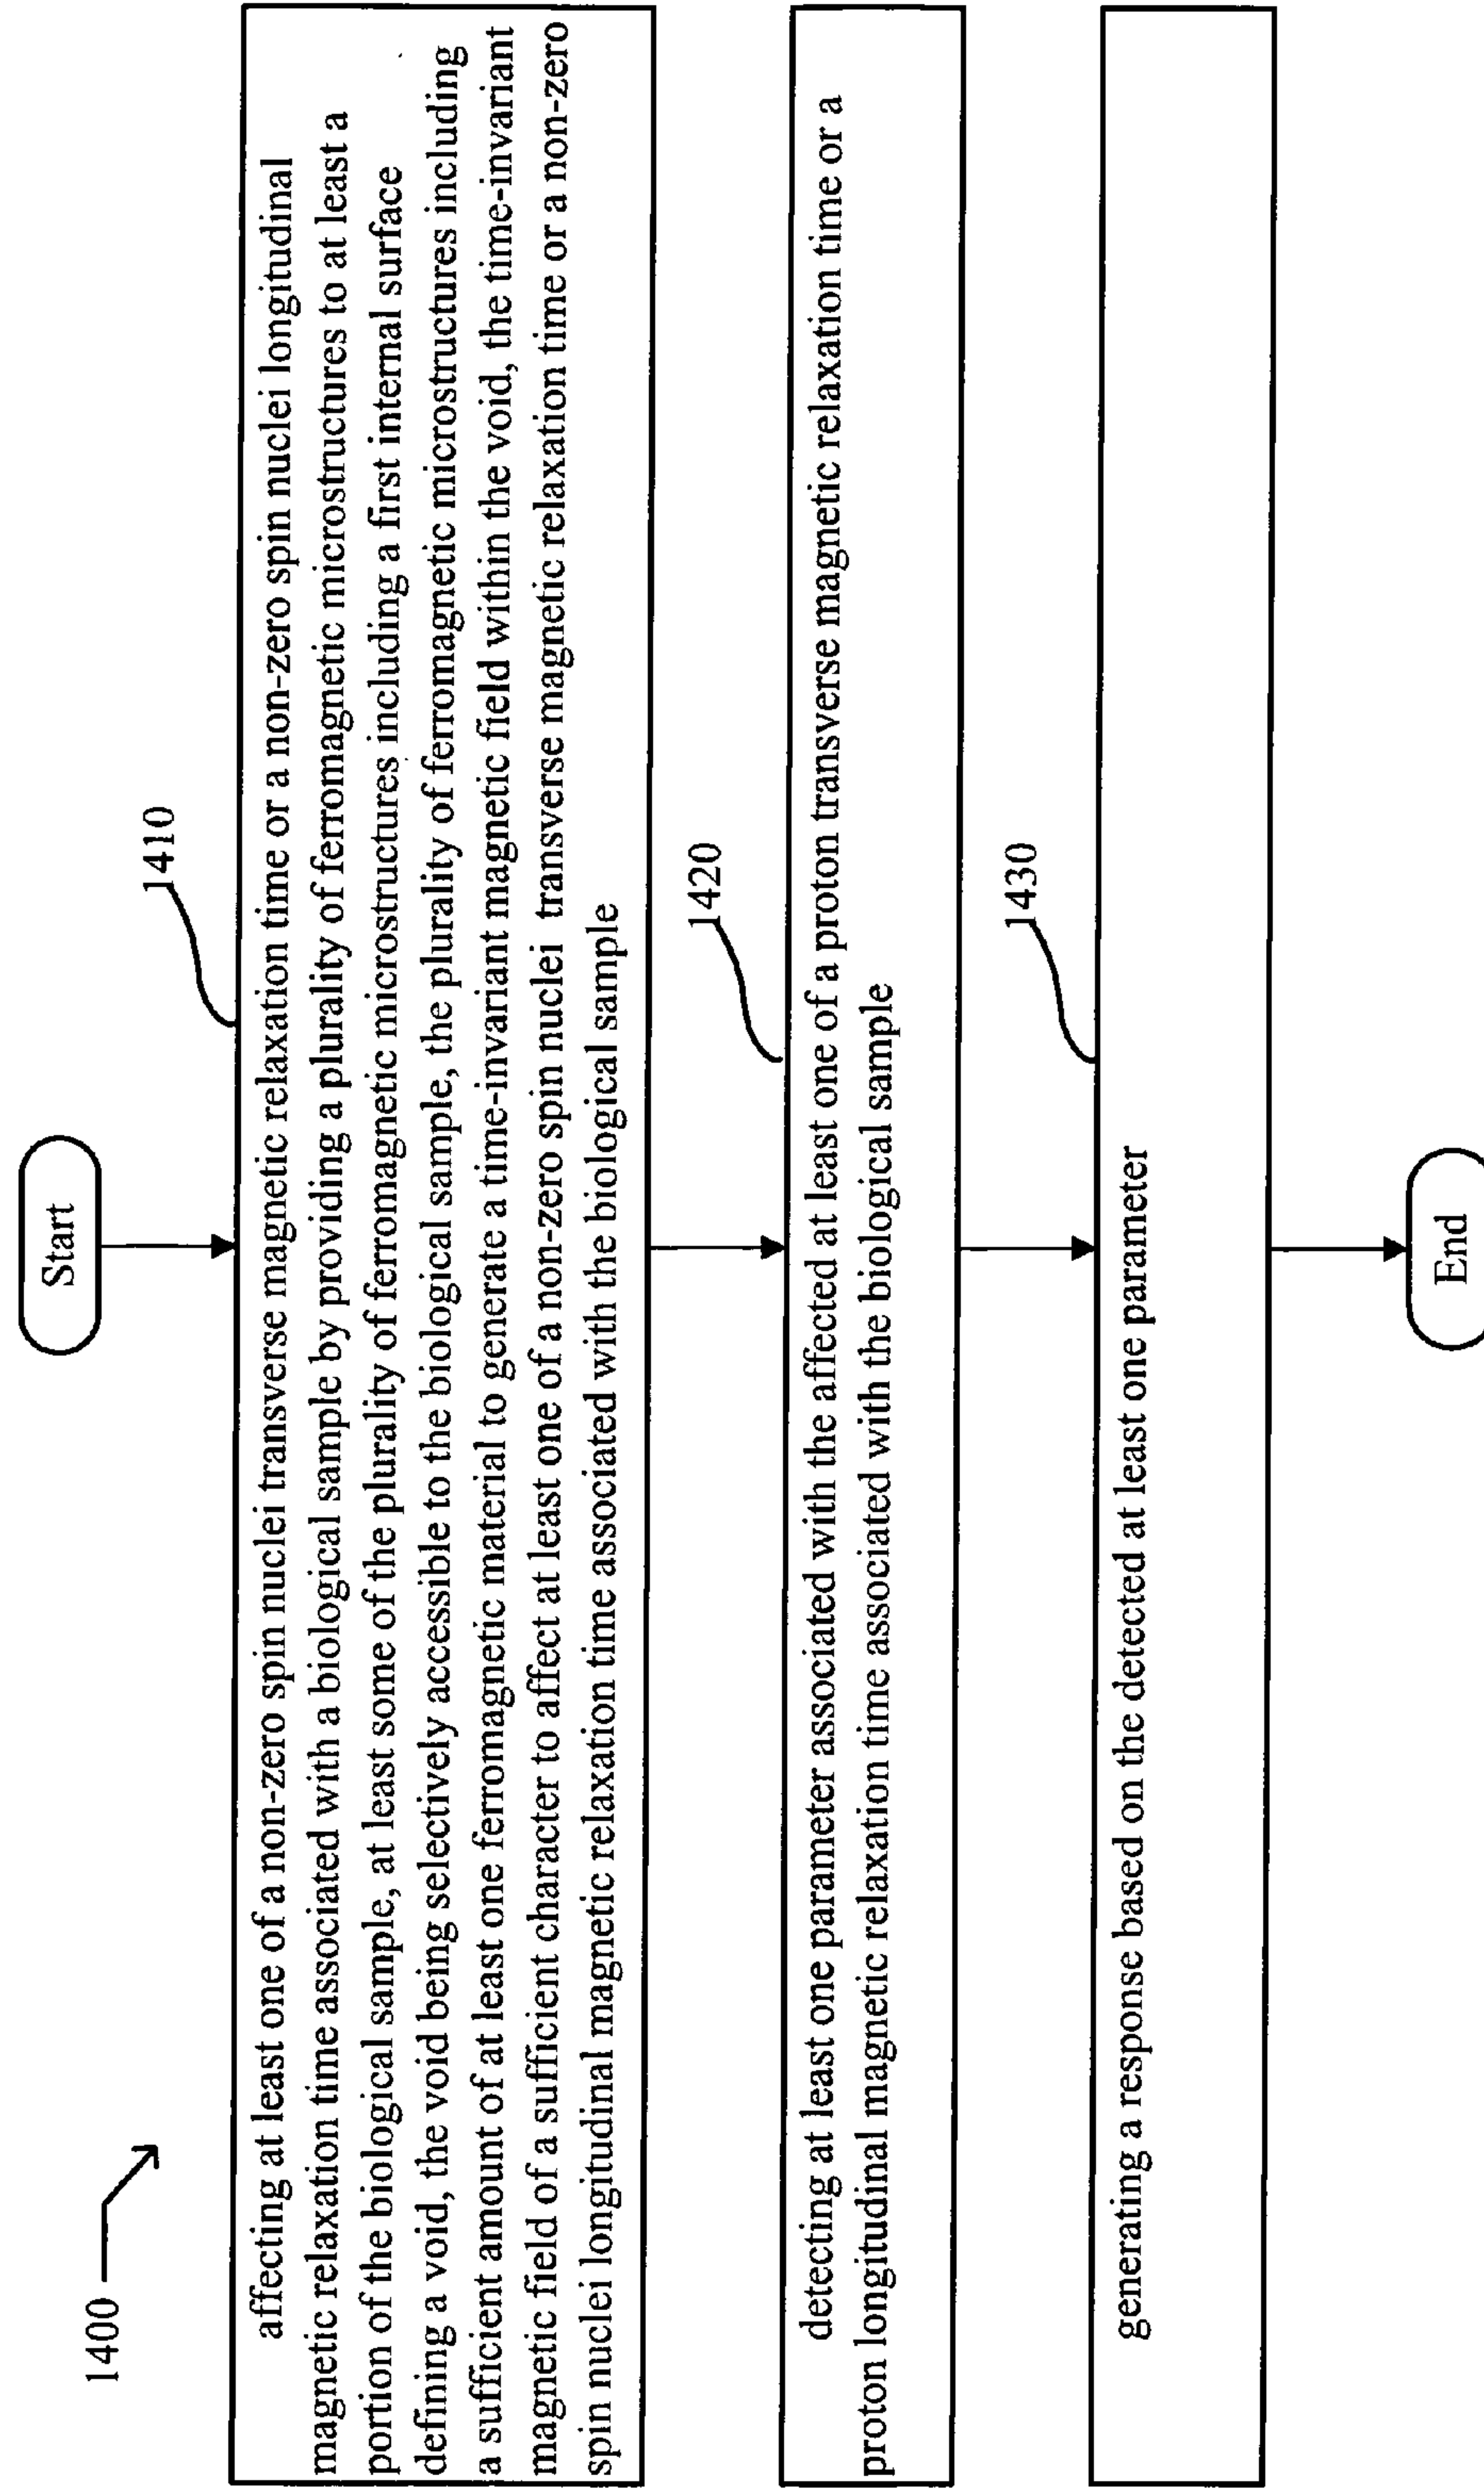 1400
Start
1410
affecting at least one of a non-zero spin nuclei transverse magnetic relaxation time or a non-zero spin nuclei longitudinal
magnetic relaxation time associated with a biological sample by providing a plurality of ferromagnetic microstructures to at least a
portion of the biological sample, at least some of the plurality of ferromagnetic microstructures including a first internal surface
defining a void, the void being selectively accessible to the biological sample, the plurality of ferromagnetic microstructures including
a sufficient amount of at least one ferromagnetic material to generate a time-invariant magnetic field within the void, the time-invariant
magnetic field of a sufficient character to affect at least one of a non-zero spin nuclei transverse magnetic relaxation time or a non-zero
spin nuclei longitudinal magnetic relaxation time associated with the biological sample
1420
detecting at least one parameter associated with the affected at least one of a proton transverse magnetic relaxation time or a
proton longitudinal magnetic relaxation time associated with the biological sample
1430
generating a response based on the detected at least one parameter
End